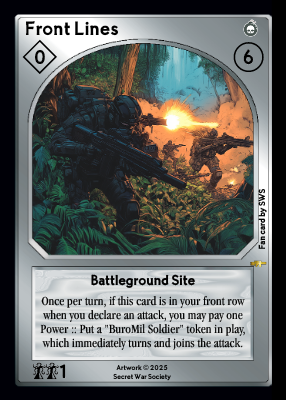 Front Lines
0
6
Fan card by SWS
Battleground Site
Once per turn, if this card is in your front row
when you declare an attack, you may pay one
Power :: Put a "BuroMil Soldier" token in play,
which immediately turns and joins the attack.
1
Artwork © 2025
Secret War Society